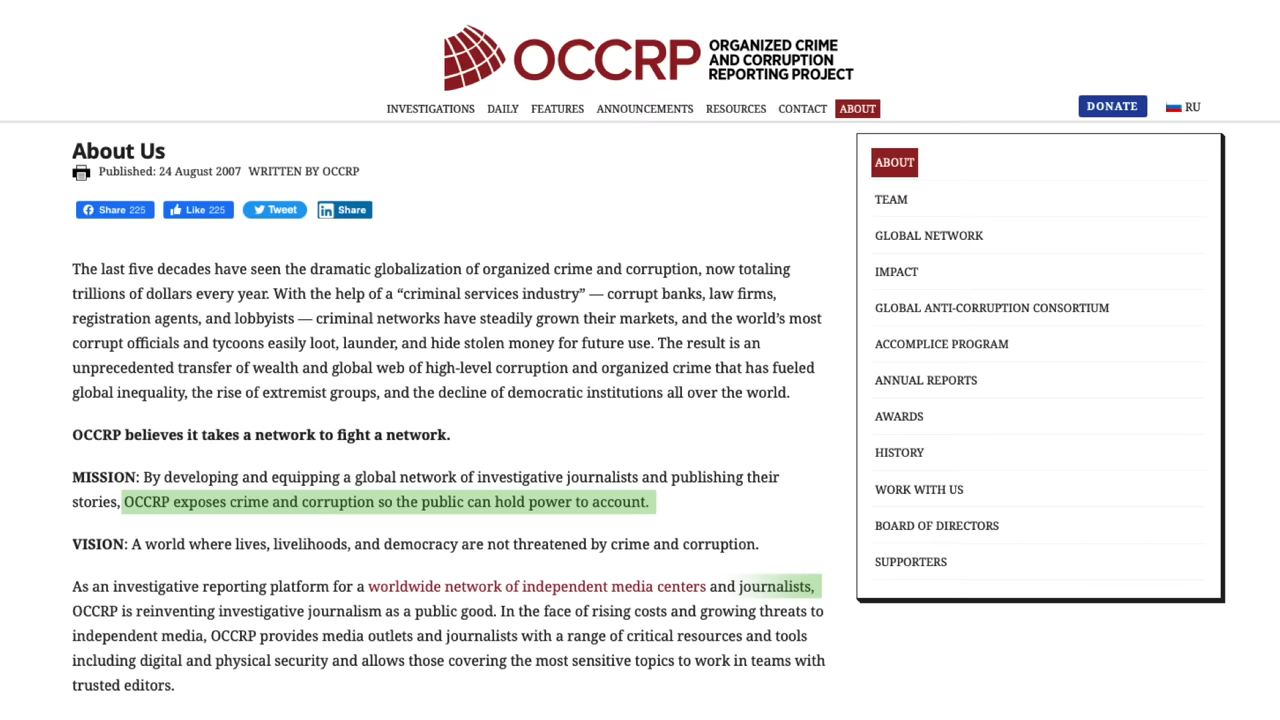 OCCRP
ORGANIZED CRIME
AND CORRUPTION
REPORTING PROJECT
INVESTIGATIONS DAILY FEATURES ANNOUNCEMENTS RESOURCES CONTACT ABOUT
DONATE
RU
About Us
Published: 24 August 2007 WRITTEN BY OCCRP
Share 225
Like 225
Tweet
in Share
The last five decades have seen the dramatic globalization of organized crime and corruption, now totaling
trillions of dollars every year. With the help of a “criminal services industry” — corrupt banks, law firms,
registration agents, and lobbyists — criminal networks have steadily grown their markets, and the world’s most
corrupt officials and tycoons easily loot, launder, and hide stolen money for future use. The result is an
unprecedented transfer of wealth and global web of high-level corruption and organized crime that has fueled
global inequality, the rise of extremist groups, and the decline of democratic institutions all over the world.
OCCRP believes it takes a network to fight a network.
MISSION: By developing and equipping a global network of investigative journalists and publishing their
stories, OCCRP exposes crime and corruption so the public can hold power to account.
VISION: A world where lives, livelihoods, and democracy are not threatened by crime and corruption.
As an investigative reporting platform for a worldwide network of independent media centers and journalists,
OCCRP is reinventing investigative journalism as a public good. In the face of rising costs and growing threats to
independent media, OCCRP provides media outlets and journalists with a range of critical resources and tools
including digital and physical security and allows those covering the most sensitive topics to work in teams with
trusted editors.
ABOUT
TEAM
GLOBAL NETWORK
IMPACT
GLOBAL ANTI-CORRUPTION CONSORTIUM
ACCOMPLICE PROGRAM
ANNUAL REPORTS
AWARDS
HISTORY
WORK WITH US
BOARD OF DIRECTORS
SUPPORTERS